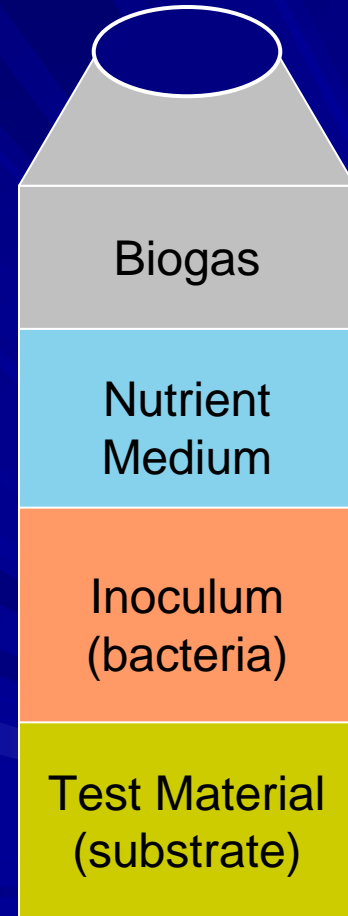 Biogas
Nutrient
Medium
Inoculum
(bacteria)
Test Material
(substrate)